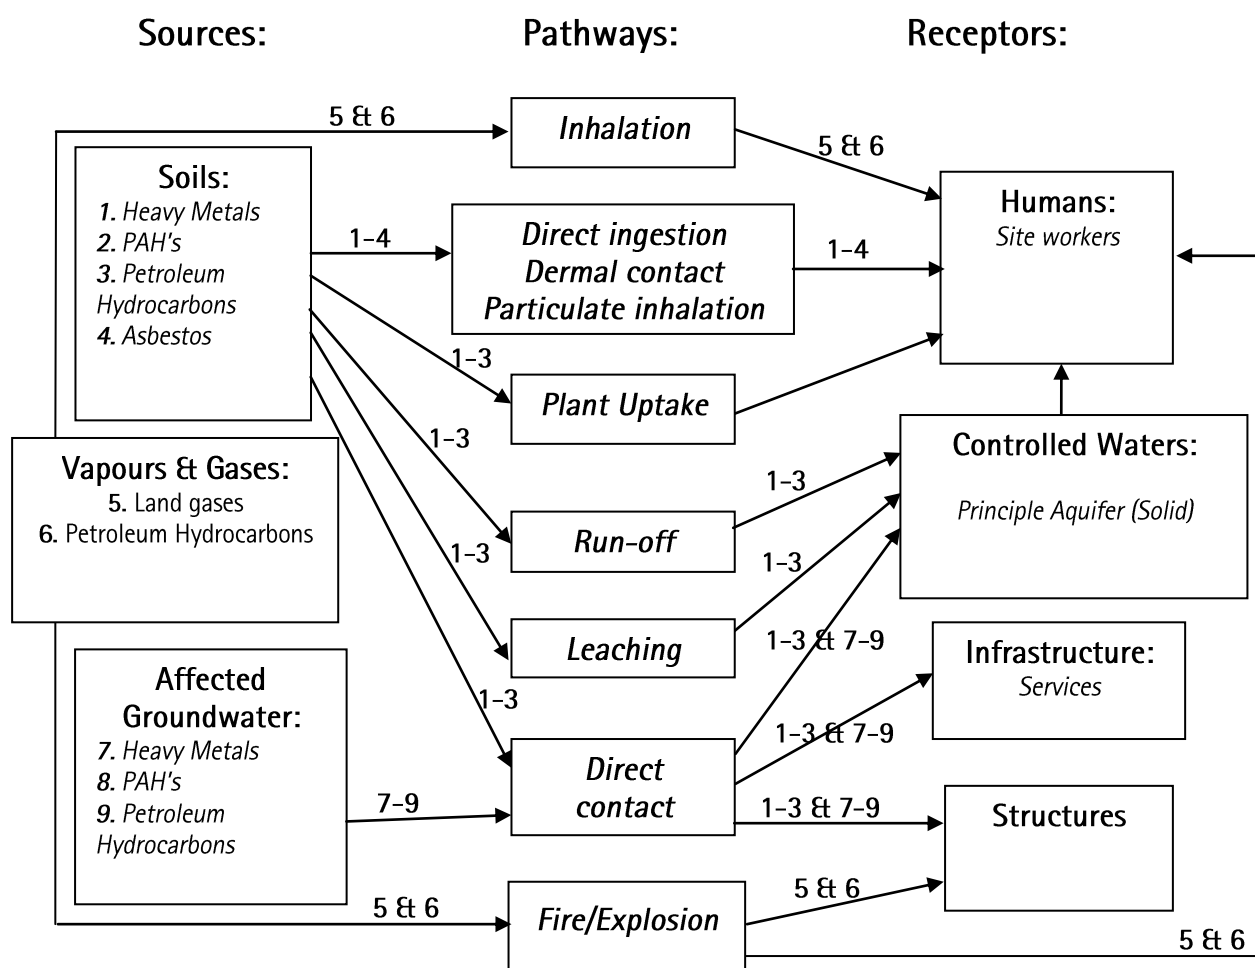 Sources: Pathways: Receptors:
5 & 6
Inhalation
5 & 6
Soils:
1. Heavy Metals
2. PAH's
3. Petroleum
Hydrocarbons
4. Asbestos
1-4
Direct ingestion
Dermal contact
Particulate inhalation
1-4
Humans:
Site workers
1-3
Plant Uptake
1-3
Vapours & Gases:
5. Land gases
6. Petroleum Hydrocarbons
Run-off
1-3
Controlled Waters:
Principle Aquifer (Solid)
1-3
Leaching
1-3
1-3 & 7-9
Infrastructure:
Services
Affected
Groundwater:
7. Heavy Metals
8. PAH's
9. Petroleum
Hydrocarbons
1-3
7-9
Direct
contact
1-3 & 7-9
1-3 & 7-9
Structures
5 & 6
Fire/Explosion
5 & 6
5 & 6